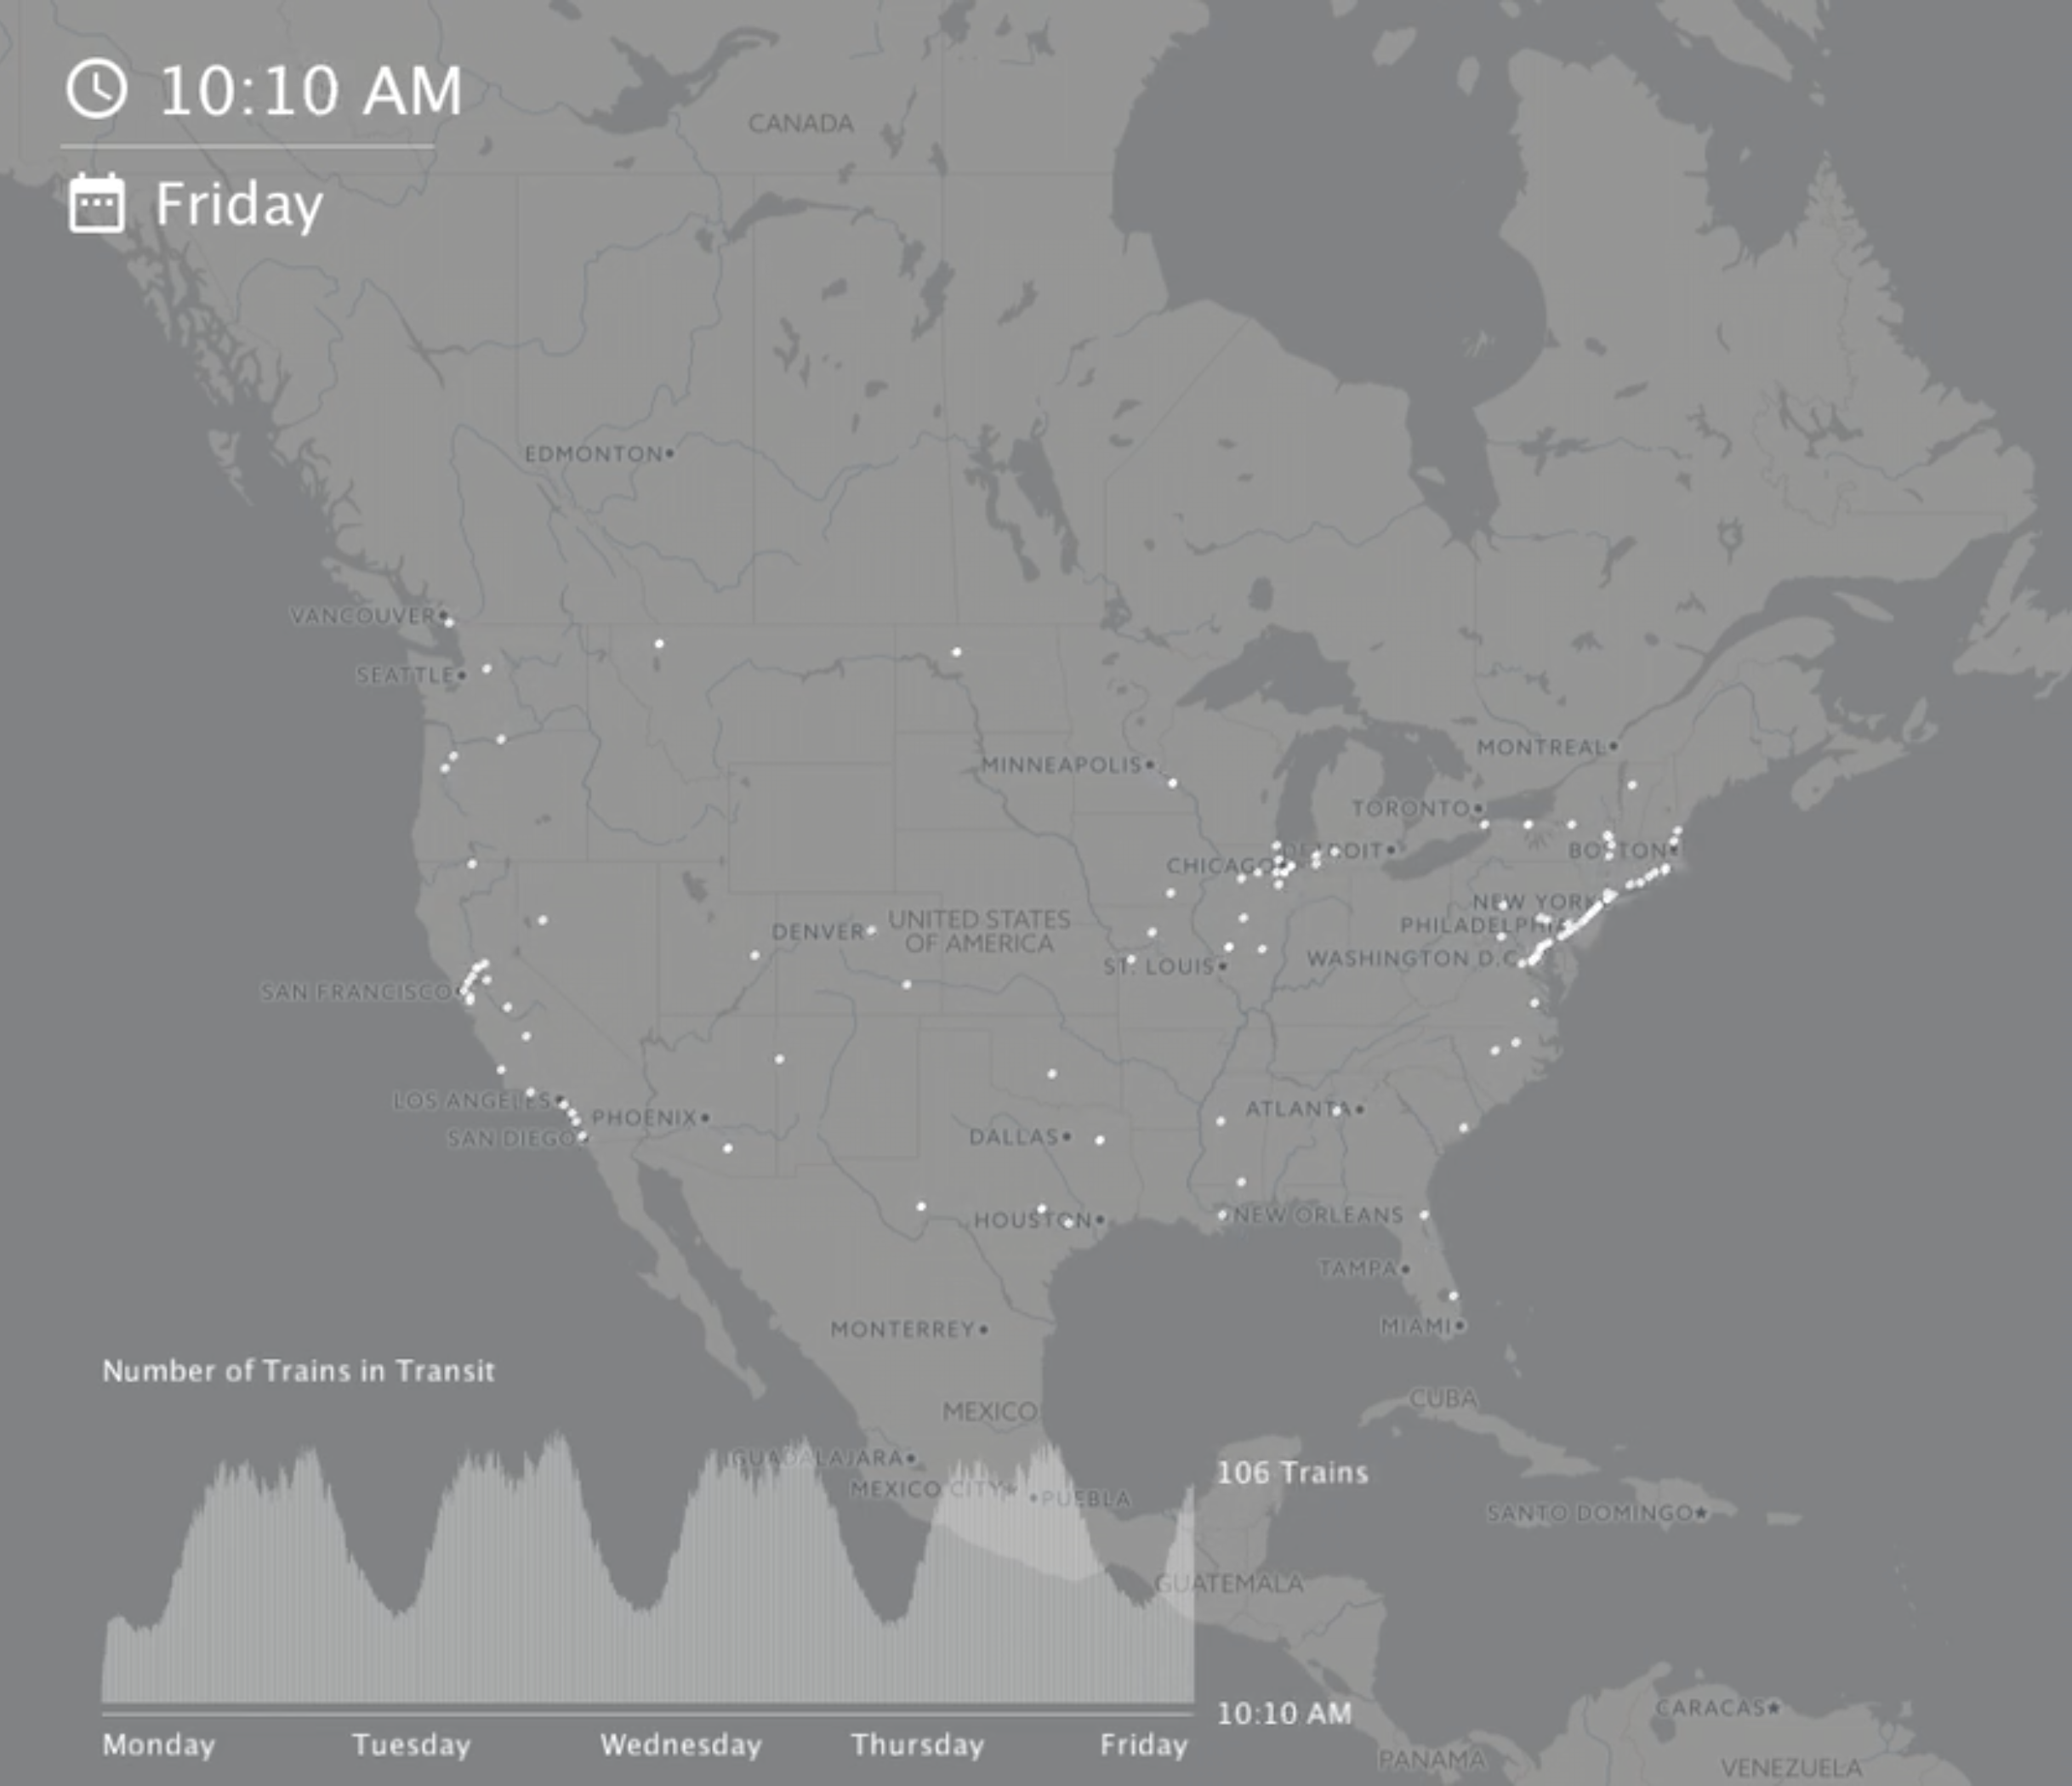 10:10 AM
Friday
CANADA
EDMONTON
VANCOUVER
SEATTLE
MONTREAL
MINNEAPOLIS
TORONTO
DETROIT
BOSTON
CHICAGO
NEW YORK
PHILADELPHIA
DENVER
UNITED STATES
OF AMERICA
WASHINGTON D.C.
ST. LOUIS
SAN FRANCISCO
LOS ANGELES
PHOENIX
ATLANTA
SAN DIEGO
DALLAS
HOUSTON
NEW ORLEANS
TAMPA
MIAMI
MONTERREY
Number of Trains in Transit
CUBA
MEXICO
GUADALAJARA
106 Trains
MEXICO CITY
PUEBLA
SANTO DOMINGO
GUATEMALA
10:10 AM
CARACAS
Monday Tuesday Wednesday Thursday Friday
PANAMA
VENEZUELA